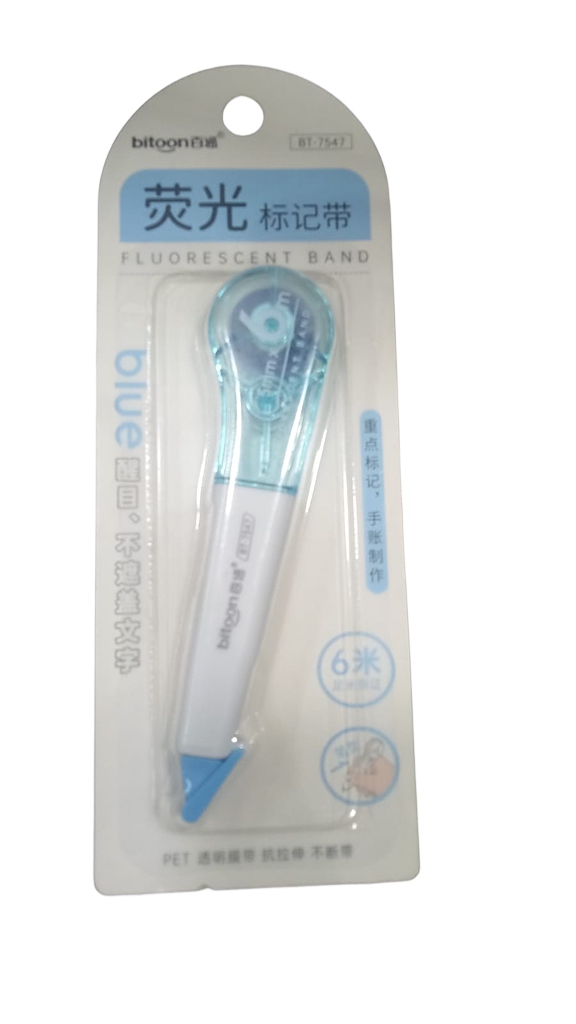 bitoon百通®
BT-7547
荧光 标记带
FLUORESCENT BAND
blue
醒目。不遮盖文字
重点标记，手账制作
bitoon百通®
BT-7547
6米
PET 透明膜带 抗拉伸 不断带